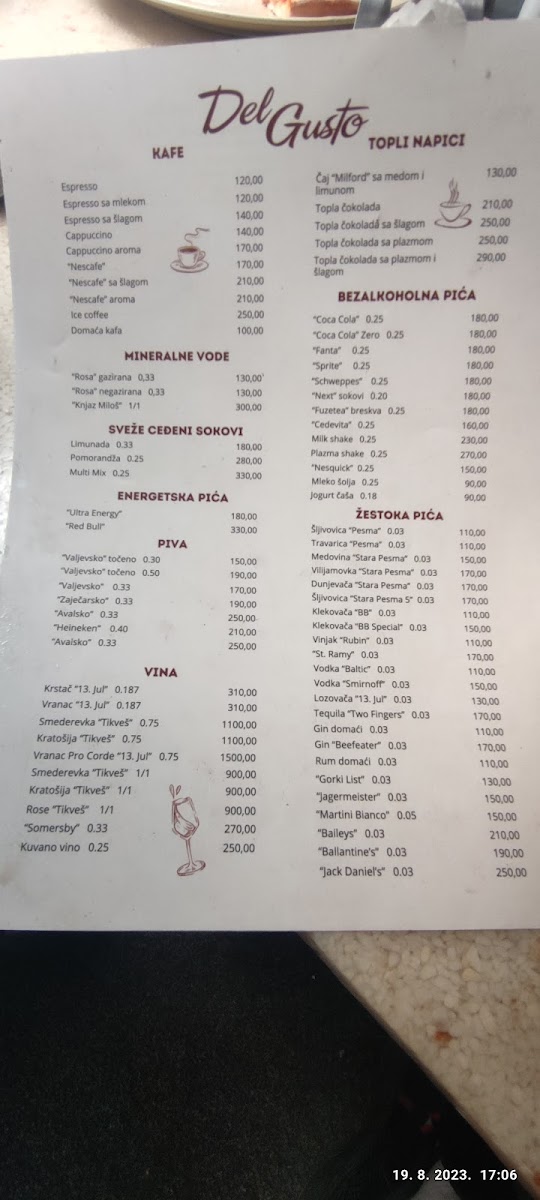 Del Gusto
KAFE
Espresso 120,00
Espresso sa mlekom 120,00
Espresso sa šlagom 140,00
Cappuccino 140,00
Cappuccino aroma 170,00
"Nescafe" 170,00
"Nescafe" sa šlagom 210,00
"Nescafe" aroma 210,00
Ice coffee 250,00
Domaća kafa 100,00
MINERALNE VODE
"Rosa" gazirana 0,33 130,00
"Rosa" negazirana 0,33 130,00
"Knjaz Miloš" 1/1 300,00
SVEŽE CEĐENI SOKOVI
Limunada 0.33 180,00
Pomorandža 0.25 280,00
Multi Mix 0.25 330,00
ENERGETSKA PIĆA
"Ultra Energy" 180,00
"Red Bull" 330,00
PIVA
"Valjevsko" točeno 0.30 150,00
"Valjevsko" točeno 0.50 190,00
"Valjevsko" 0.33 170,00
"Zaječarsko" 0.33 190,00
"Avalsko" 0.33 250,00
"Heineken" 0.40 210,00
"Avalsko" 0.33 250,00
VINA
Krstač "13. Jul" 0.187 310,00
Vranac "13. Jul" 0.187 310,00
Smederevka "Tikveš" 0.75 1100,00
Kratošija "Tikveš" 0.75 1100,00
Vranac Pro Corde "13. Jul" 0.75 1500,00
Smederevka "Tikveš" 1/1 900,00
Kratošija "Tikveš" 1/1 900,00
Rose "Tikveš" 1/1 900,00
"Somersby" 0.33 270,00
Kuvano vino 0.25 250,00
TOPLI NAPICI
Čaj "Milford" sa medom i 130,00
limunom
Topla čokolada 210,00
Topla čokolada sa šlagom 250,00
Topla čokolada sa plazmom 250,00
Topla čokolada sa plazmom i 290,00
šlagom
BEZALKOHOLNA PIĆA
"Coca Cola" 0.25 180,00
"Coca Cola" Zero 0.25 180,00
"Fanta" 0.25 180,00
"Sprite" 0.25 180,00
"Schweppes" 0.25 180,00
"Next" sokovi 0.20 180,00
"Fuzetea" breskva 0.25 180,00
"Cedevita" 0.25 160,00
Milk shake 0.25 230,00
Plazma shake 0.25 270,00
"Nesquick" 0.25 150,00
Mleko šolja 0.25 90,00
Jogurt čaša 0.18 90,00
ŽESTOKA PIĆA
Šljivovica "Pesma" 0.03 110,00
Travarica "Pesma" 0.03 110,00
Medovina "Stara Pesma" 0.03 150,00
Vilijamovka "Stara Pesma" 0.03 170,00
Dunjevača "Stara Pesma" 0.03 170,00
Šljivovica "Stara Pesma 5" 0.03 170,00
Klekovača "BB" 0.03 110,00
Klekovača "BB Special" 0.03 150,00
Vinjak "Rubin" 0.03 110,00
"St. Ramy" 0.03 170,00
Vodka "Baltic" 0.03 110,00
Vodka "Smirnoff" 0.03 150,00
Lozovača "13. Jul" 0.03 130,00
Tequila "Two Fingers" 0.03 170,00
Gin domaći 0.03 110,00
Gin "Beefeater" 0.03 170,00
Rum domaći 0.03 110,00
"Gorki List" 0.03 130,00
"Jagermeister" 0.03 150,00
"Martini Bianco" 0.05 150,00
"Baileys" 0.03 210,00
"Ballantine's" 0.03 190,00
"Jack Daniel's" 0.03 250,00
19. 8. 2023. 17:06